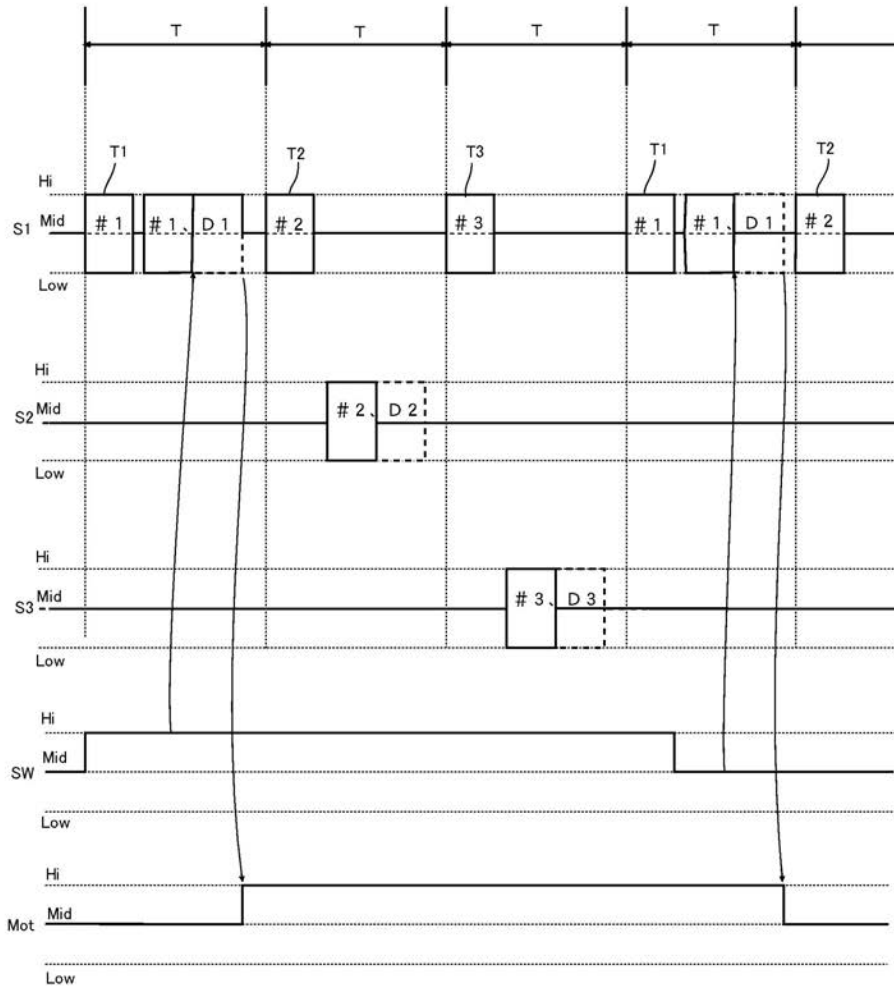 T T T T
T1 T2 T3 T1 T2
Hi
S1 Mid #1 #1、D1 #2 #3 #1 #1、D1 #2
Low
Hi
S2 Mid #2、D2
Low
Hi
S3 Mid #3、D3
Low
Hi
SW Mid
Low
Hi
Mot Mid
Low